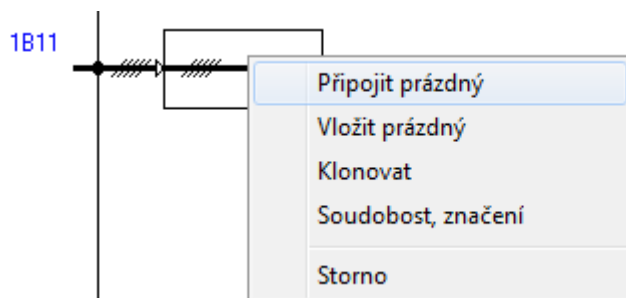 1B11
Připojit prázdný
Vložit prázdný
Klonovat
Soudobost, značení
Storno